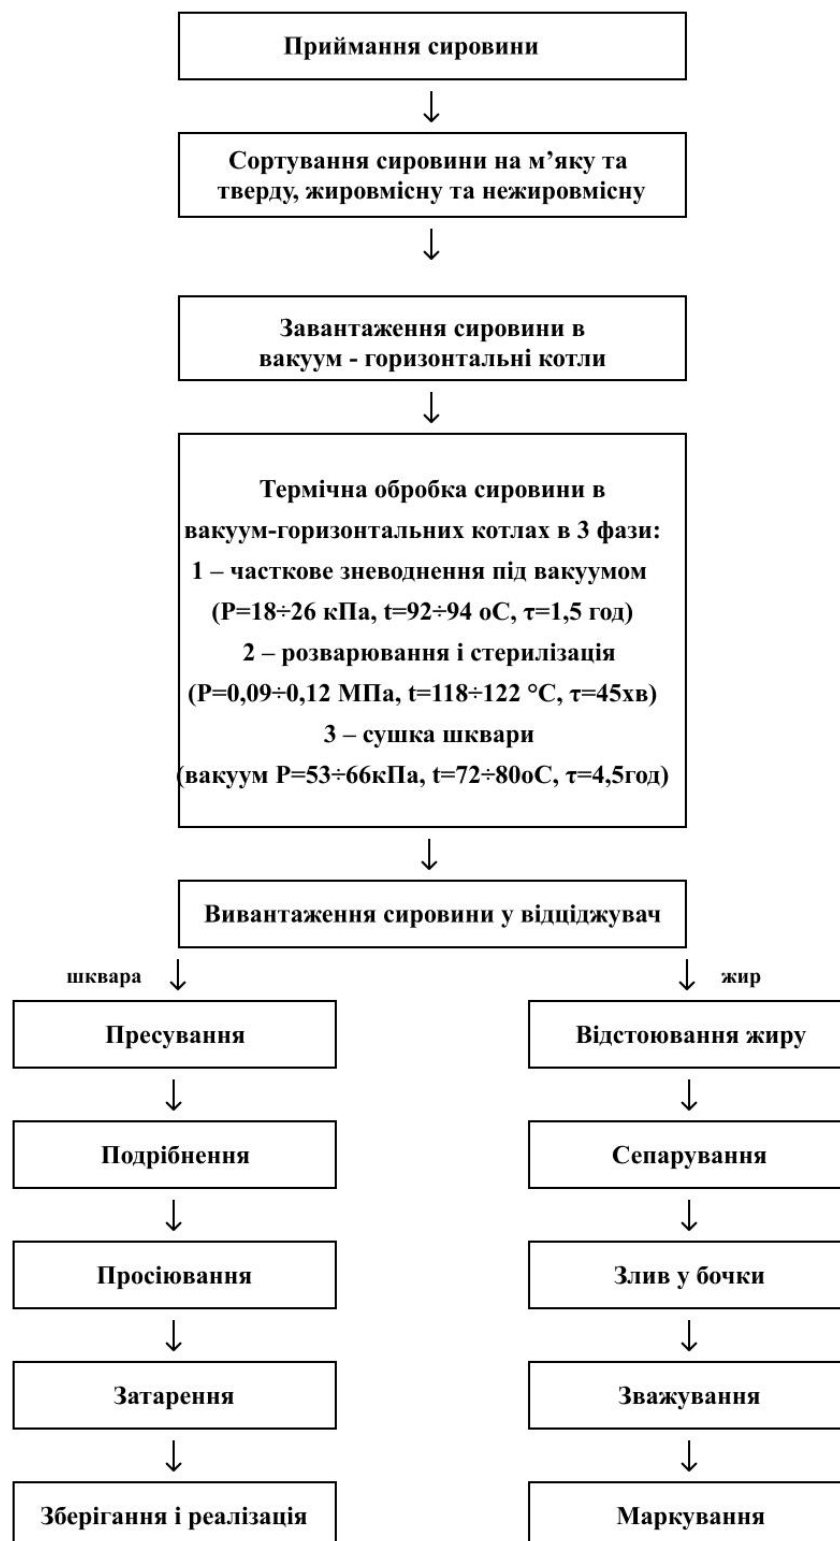 Приймання сировини
Сортування сировини на м’яку та
тверду, жировмісну та нежировмісну
Завантаження сировини в
вакуум - горизонтальні котли
Термічна обробка сировини в
вакуум-горизонтальних котлах в 3 фази:
1 – часткове зневоднення під вакуумом
(Р=18÷26 кПа, t=92÷94 оС, τ=1,5 год)
2 – розварювання і стерилізація
(Р=0,09÷0,12 МПа, t=118÷122 °С, τ=45хв)
3 – сушка шквари
(вакуум Р=53÷66кПа, t=72÷80оС, τ=4,5год)
Вивантаження сировини у відціджувач
шквара
жир
Пресування
Відстоювання жиру
Подрібнення
Сепарування
Просіювання
Злив у бочки
Затарення
Зважування
Зберігання і реалізація
Маркування